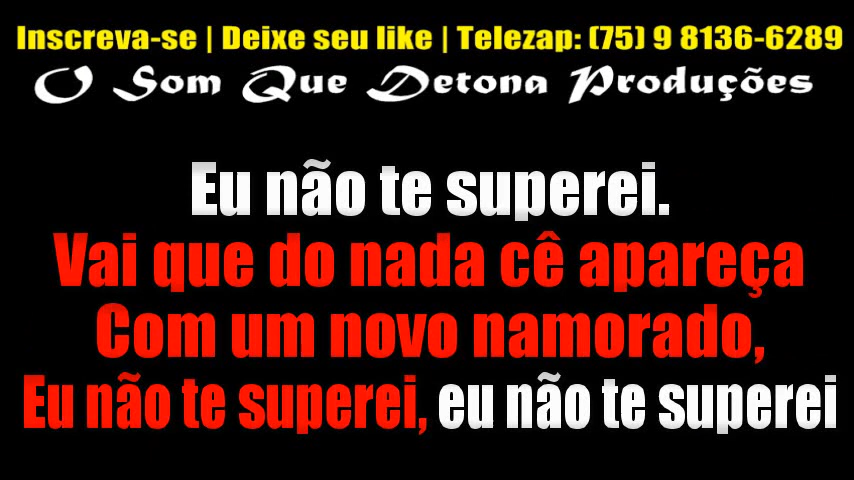 Inscreva-se | Deixe seu like | Telezap: (75) 9 8136-6289
O Som Que Detona Produções
Eu não te superei.
Vai que do nada cê apareça
Com um novo namorado,
Eu não te superei, eu não te superei